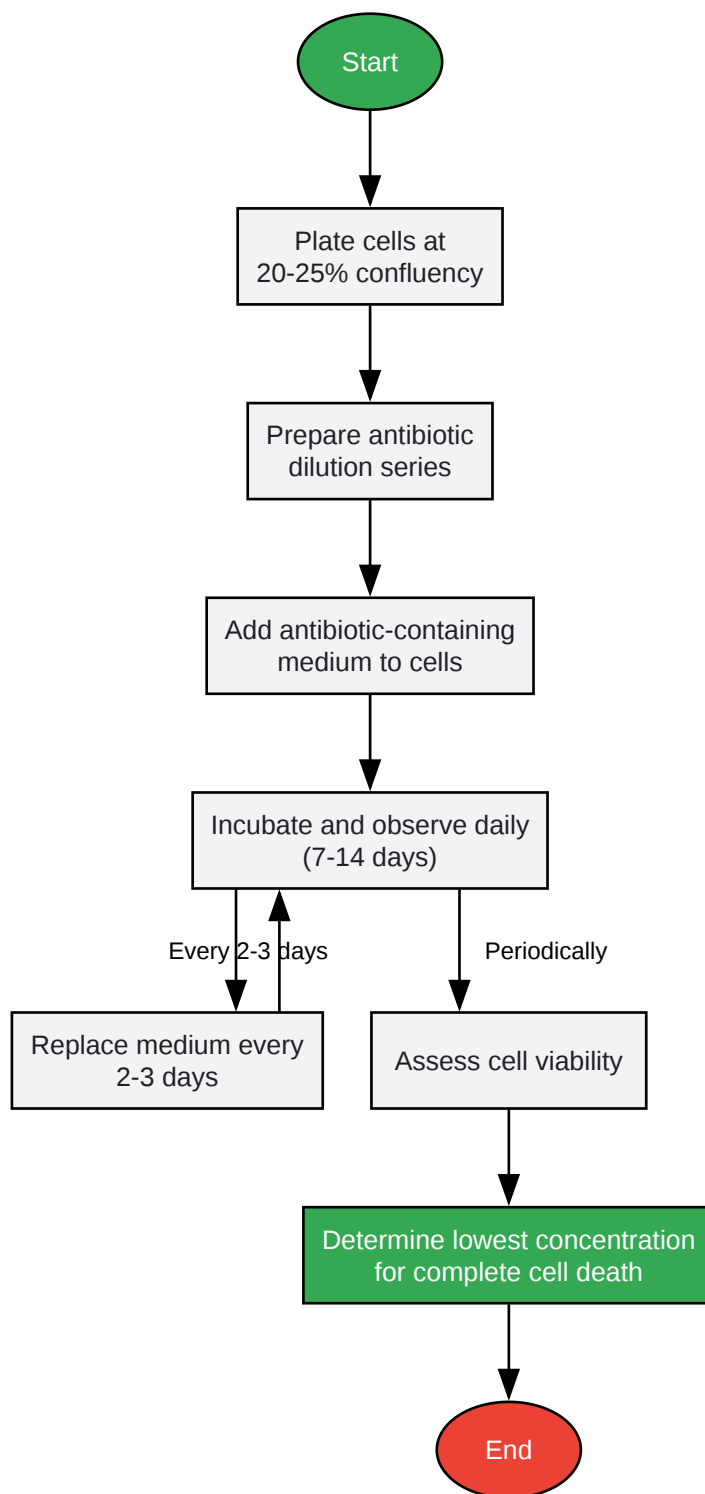 Start
Plate cells at
20-25% confluency
Prepare antibiotic
dilution series
Add antibiotic-containing
medium to cells
Incubate and observe daily
(7-14 days)
Every 2-3 days
Periodically
Replace medium every
2-3 days
Assess cell viability
Determine lowest concentration
for complete cell death
End